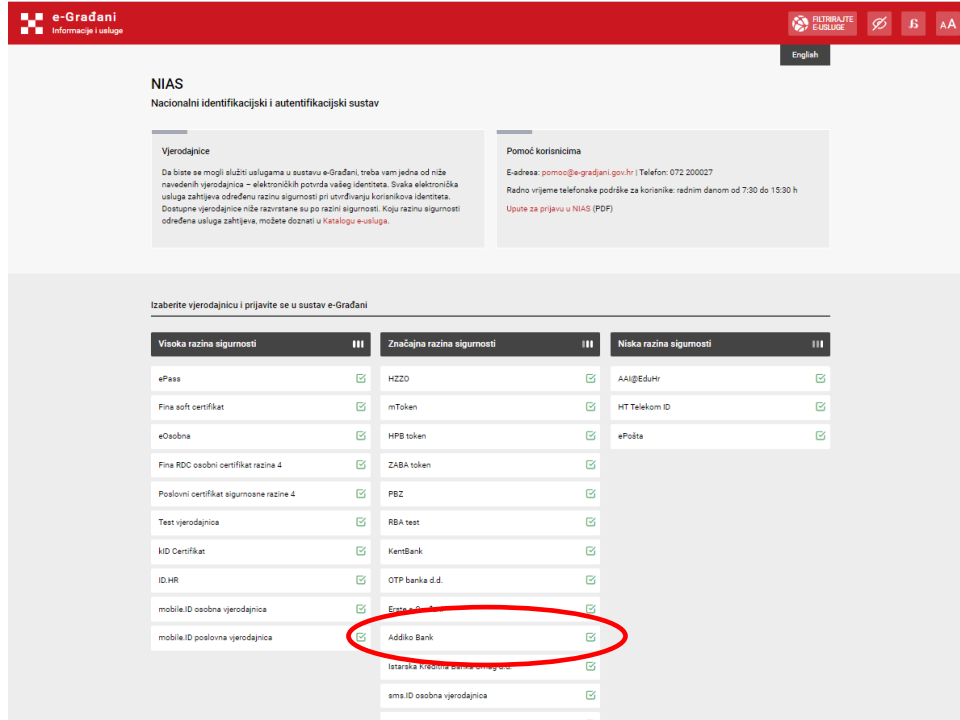 e-Građani
Informacije i usluge
FILTRIRAJTE
E-USLUGE
AA
English
NIAS
Nacionalni identifikacijski i autentifikacijski sustav
Vjerodajnice
Da biste se mogli služiti uslugama u sustavu e-Građani, treba vam jedna od niže
navedenih vjerodajnica – elektroničkih potvrda vašeg identiteta. Svaka elektronička
usluga zahtijeva određenu razinu sigurnosti pri utvrđivanju korisnikova identiteta.
Dostupne vjerodajnice niže razvrstane su po razini sigurnosti. Koju razinu sigurnosti
određena usluga zahtijeva, možete doznati u Katalogu e-usluga.
Pomoć korisnicima
E-adresa: pomoc@e-gradjani.gov.hr | Telefon: 072 200027
Radno vrijeme telefonske podrške za korisnike: radnim danom od 7:30 do 15:30 h
Upute za prijavu u NIAS (PDF)
Izaberite vjerodajnicu i prijavite se u sustav e-Građani
Visoka razina sigurnosti
ePass
Fina soft certifikat
eOsobna
Fina RDC osobni certifikat razina 4
Poslovni certifikat sigurnosne razine 4
Test vjerodajnica
kID Certifikat
ID.HR
mobile.ID osobna vjerodajnica
mobile.ID poslovna vjerodajnica
Značajna razina sigurnosti
HZZO
mToken
HPB token
ZABA token
PBZ
RBA test
KentBank
OTP banka d.d.
Erste
Addiko Bank
Istarska Kreditna Banka Umag d.d.
sms.ID osobna vjerodajnica
Niska razina sigurnosti
AAI@EduHr
HT Telekom ID
ePošta